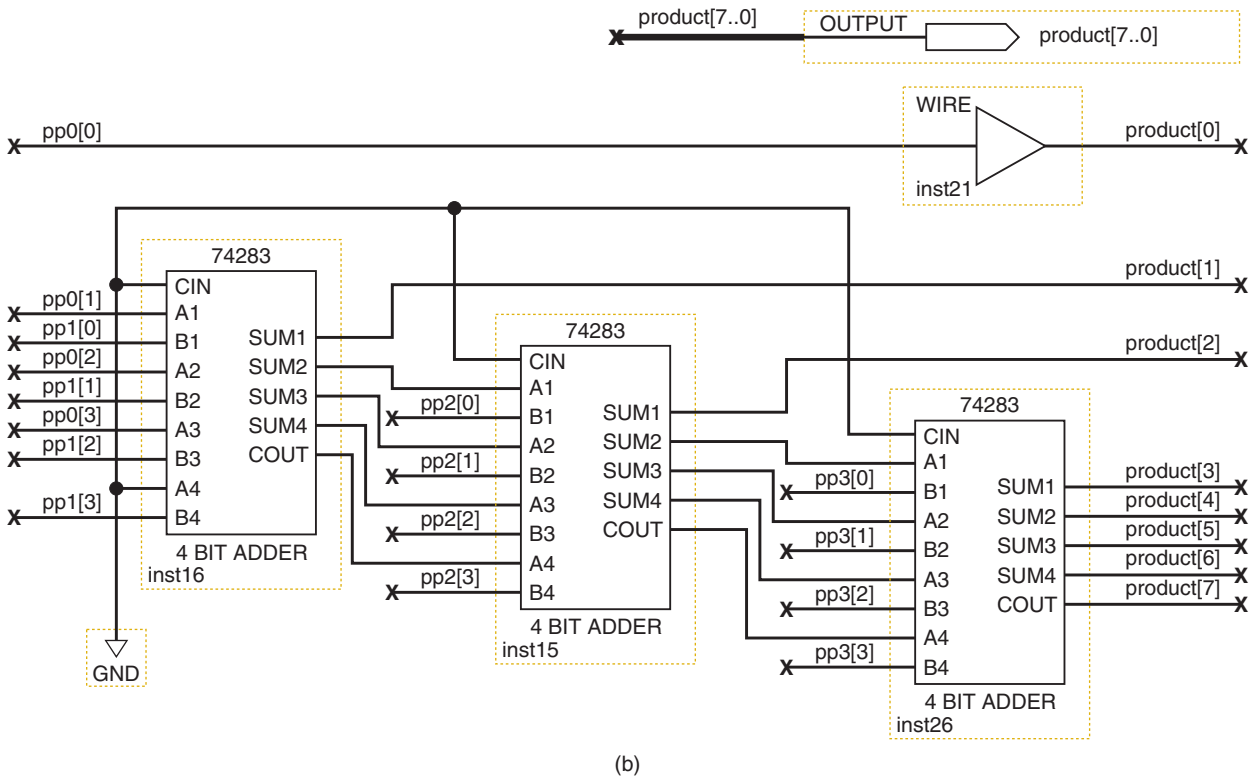 product[7..0]
OUTPUT
product[7..0]
pp0[0]
WIRE
product[0]
inst21
74283
CIN
pp0[1]
A1
pp1[0]
B1
SUM1
product[1]
pp0[2]
A2
SUM2
pp1[1]
B2
SUM3
pp0[3]
A3
SUM4
pp1[2]
B3
COUT
A4
pp1[3]
B4
4 BIT ADDER
inst16
GND
74283
CIN
A1
pp2[0]
B1
SUM1
product[2]
A2
SUM2
pp2[1]
B2
SUM3
A3
SUM4
pp2[2]
B3
COUT
A4
pp2[3]
B4
4 BIT ADDER
inst15
74283
CIN
A1
pp3[0]
B1
SUM1
product[3]
A2
SUM2
product[4]
pp3[1]
B2
SUM3
product[5]
A3
SUM4
product[6]
pp3[2]
B3
COUT
product[7]
A4
pp3[3]
B4
4 BIT ADDER
inst26
(b)